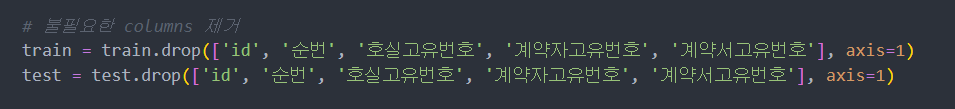 # 불필요한 columns 제거
train = train.drop(['id', '순번', '호실고유번호', '계약자고유번호', '계약서고유번호'], axis=1)
test = test.drop(['id', '순번', '호실고유번호', '계약자고유번호', '계약서고유번호'], axis=1)